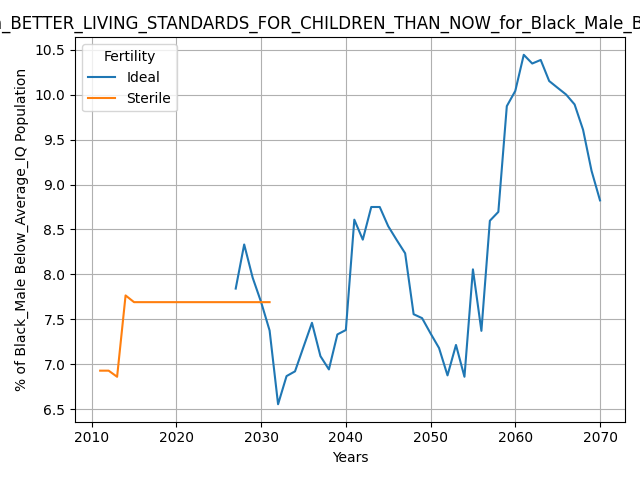 _BETTER_LIVING_STANDARDS_FOR_CHILDREN_THAN_NOW_for_Black_Male_B
Fertility
Ideal
Sterile
10.5
10.0
9.5
9.0
8.5
8.0
7.5
7.0
6.5
% of Black_Male Below_Average_IQ Population
2010 2020 2030 2040 2050 2060 2070
Years